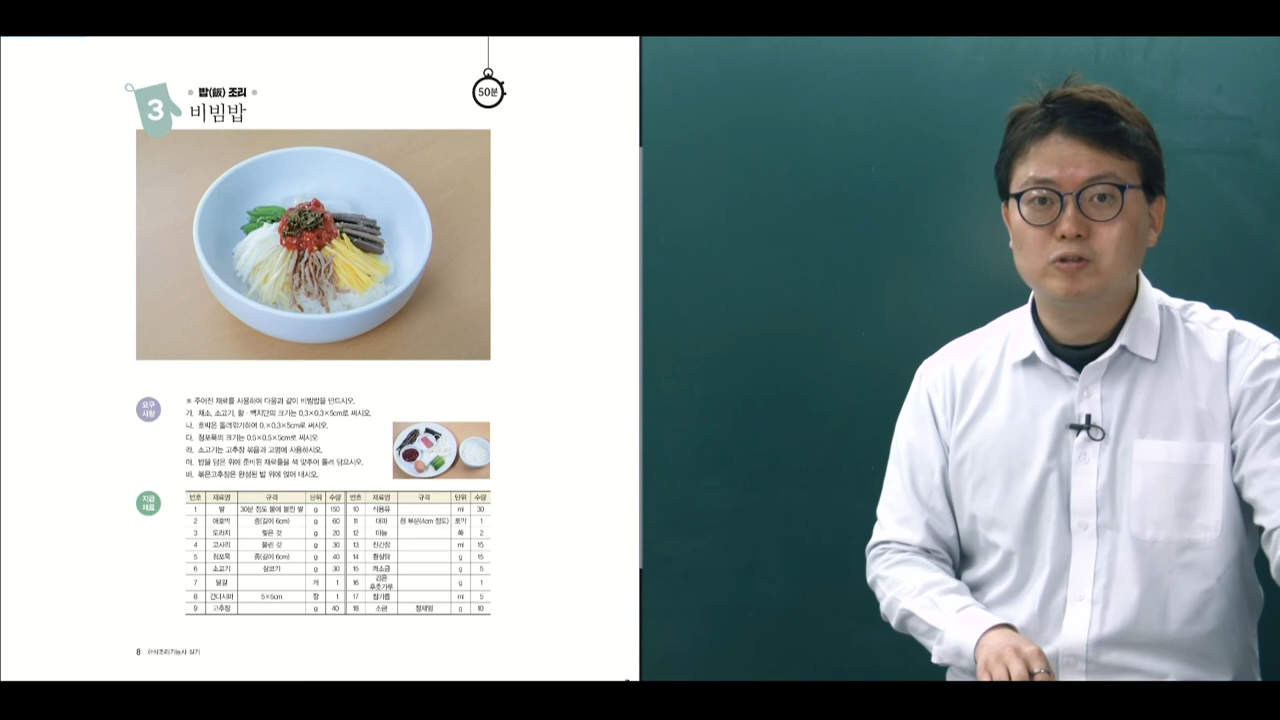 50분
3
밥(飯) 조리
비빔밥
요구
사항
※ 주어진 재료를 사용하여 다음과 같이 비빔밥을 만드시오.
가. 채소, 소고기, 황·백지단의 크기는 0.3×0.3×5cm로 써시오.
나. 호박은 돌려깎기하여 0.×0.3×5cm로 써시오.
다. 청포묵의 크기는 0.5×0.5×5cm로 써시오
라. 소고기는 고추장 볶음과 고명에 사용하시오.
마. 밥을 담은 위에 준비된 재료들을 색 맞추어 돌려 담으시오.
바. 볶은고추장은 완성된 밥 위에 얹어 내시오.
지급
재료
번호 재료명 규격 단위 수량 번호 재료명 규격 단위 수량
1 쌀 30분 정도 물에 불린 쌀 g 150 10 식용유 ml 30
2 애호박 중(길이 6cm) g 60 11 대파 흰 부분(4cm 정도) 토막 1
3 도라지 찢은 것 g 20 12 마늘 쪽 2
4 고사리 불린 것 g 30 13 진간장 ml 15
5 청포묵 중(길이 6cm) g 40 14 흰설탕 g 15
6 소고기 살코기 g 30 15 깨소금 g 5
7 달걀 개 1 16 검은 후춧가루 g 1
8 건다시마 5×5cm 장 1 17 참기름 ml 5
9 고추장 g 40 18 소금 정제염 g 10
8 한식조리기능사 실기